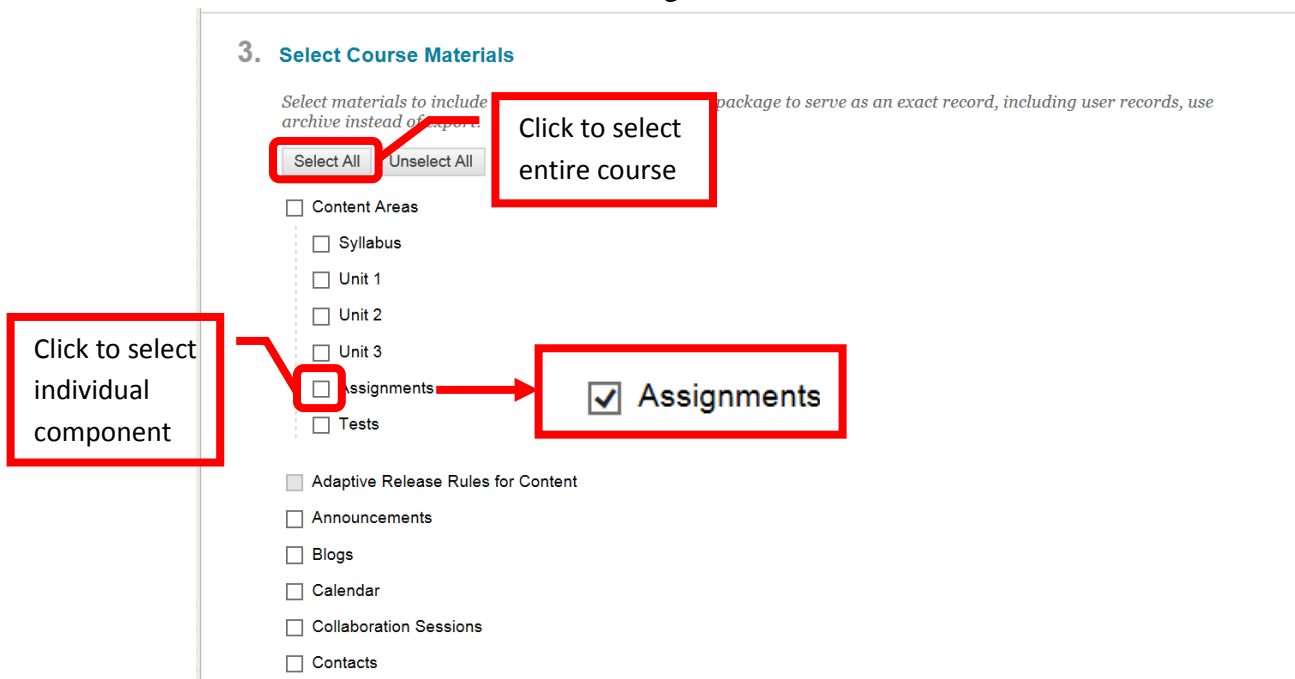 3. Select Course Materials
Select materials to include package to serve as an exact record, including user records, use
archive instead of export.
Click to select
entire course
Select All Unselect All
Content Areas
Syllabus
Unit 1
Unit 2
Unit 3
Click to select
individual
component
Assignments
Assignments
Tests
Adaptive Release Rules for Content
Announcements
Blogs
Calendar
Collaboration Sessions
Contacts